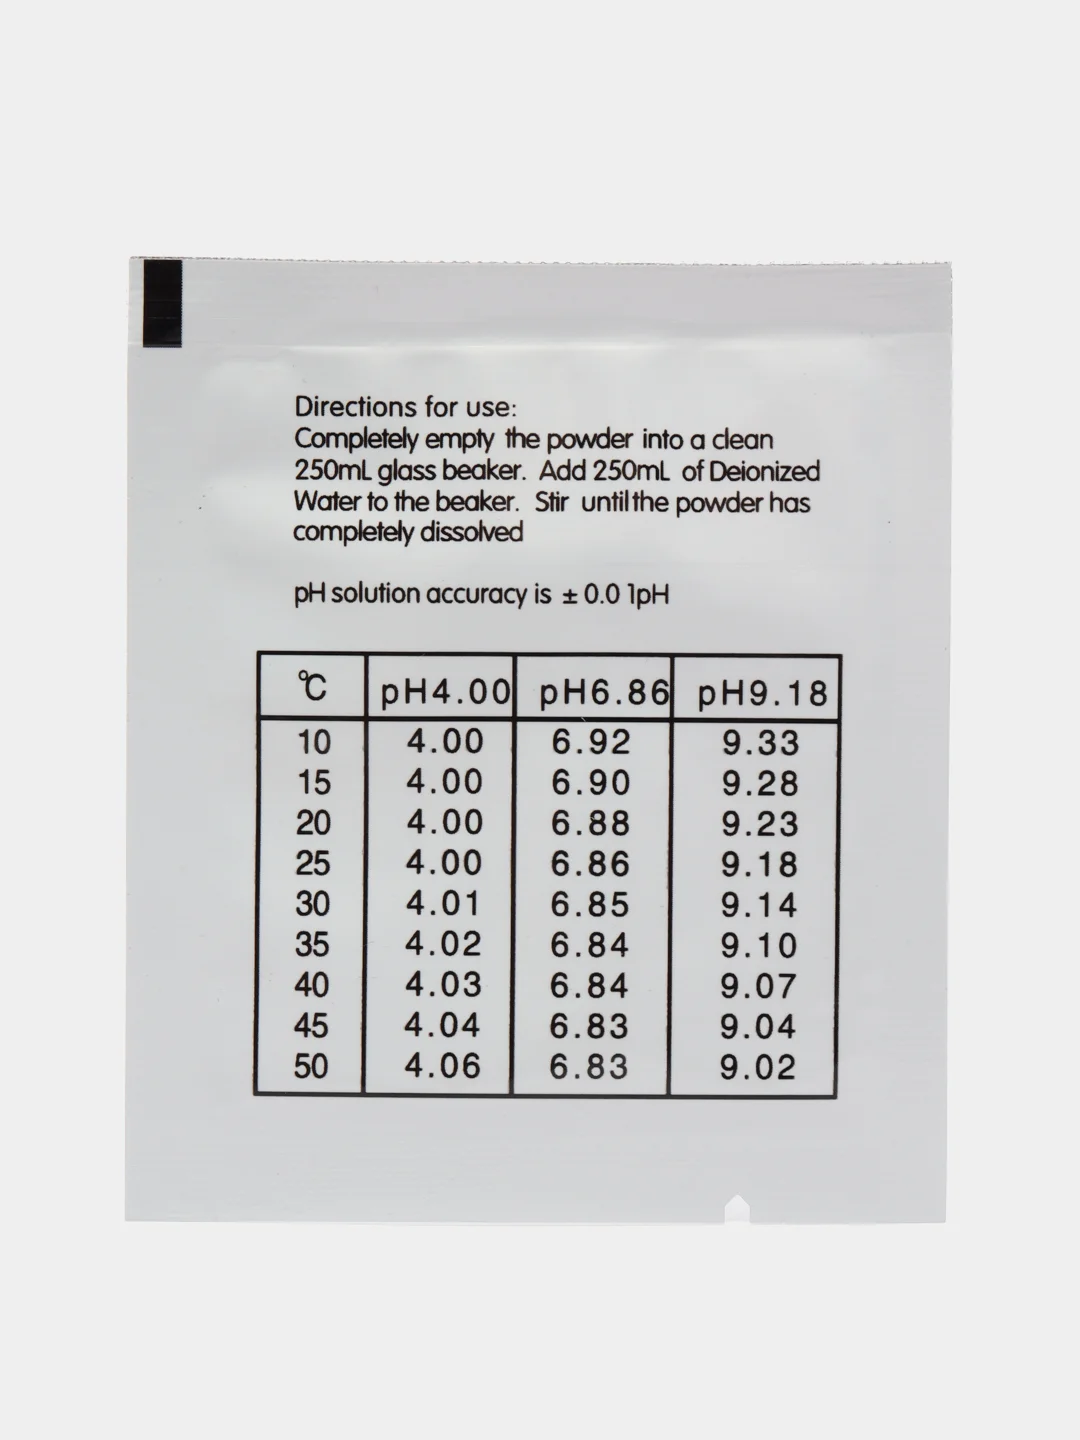 Directions for use:
Completely empty the powder into a clean
250mL glass beaker. Add 250mL of Deionized
Water to the beaker. Stir until the powder has
completely dissolved
pH solution accuracy is ± 0.0 1pH
℃ pH4.00 pH6.86 pH9.18
10 4.00 6.92 9.33
15 4.00 6.90 9.28
20 4.00 6.88 9.23
25 4.00 6.86 9.18
30 4.01 6.85 9.14
35 4.02 6.84 9.10
40 4.03 6.84 9.07
45 4.04 6.83 9.04
50 4.06 6.83 9.02